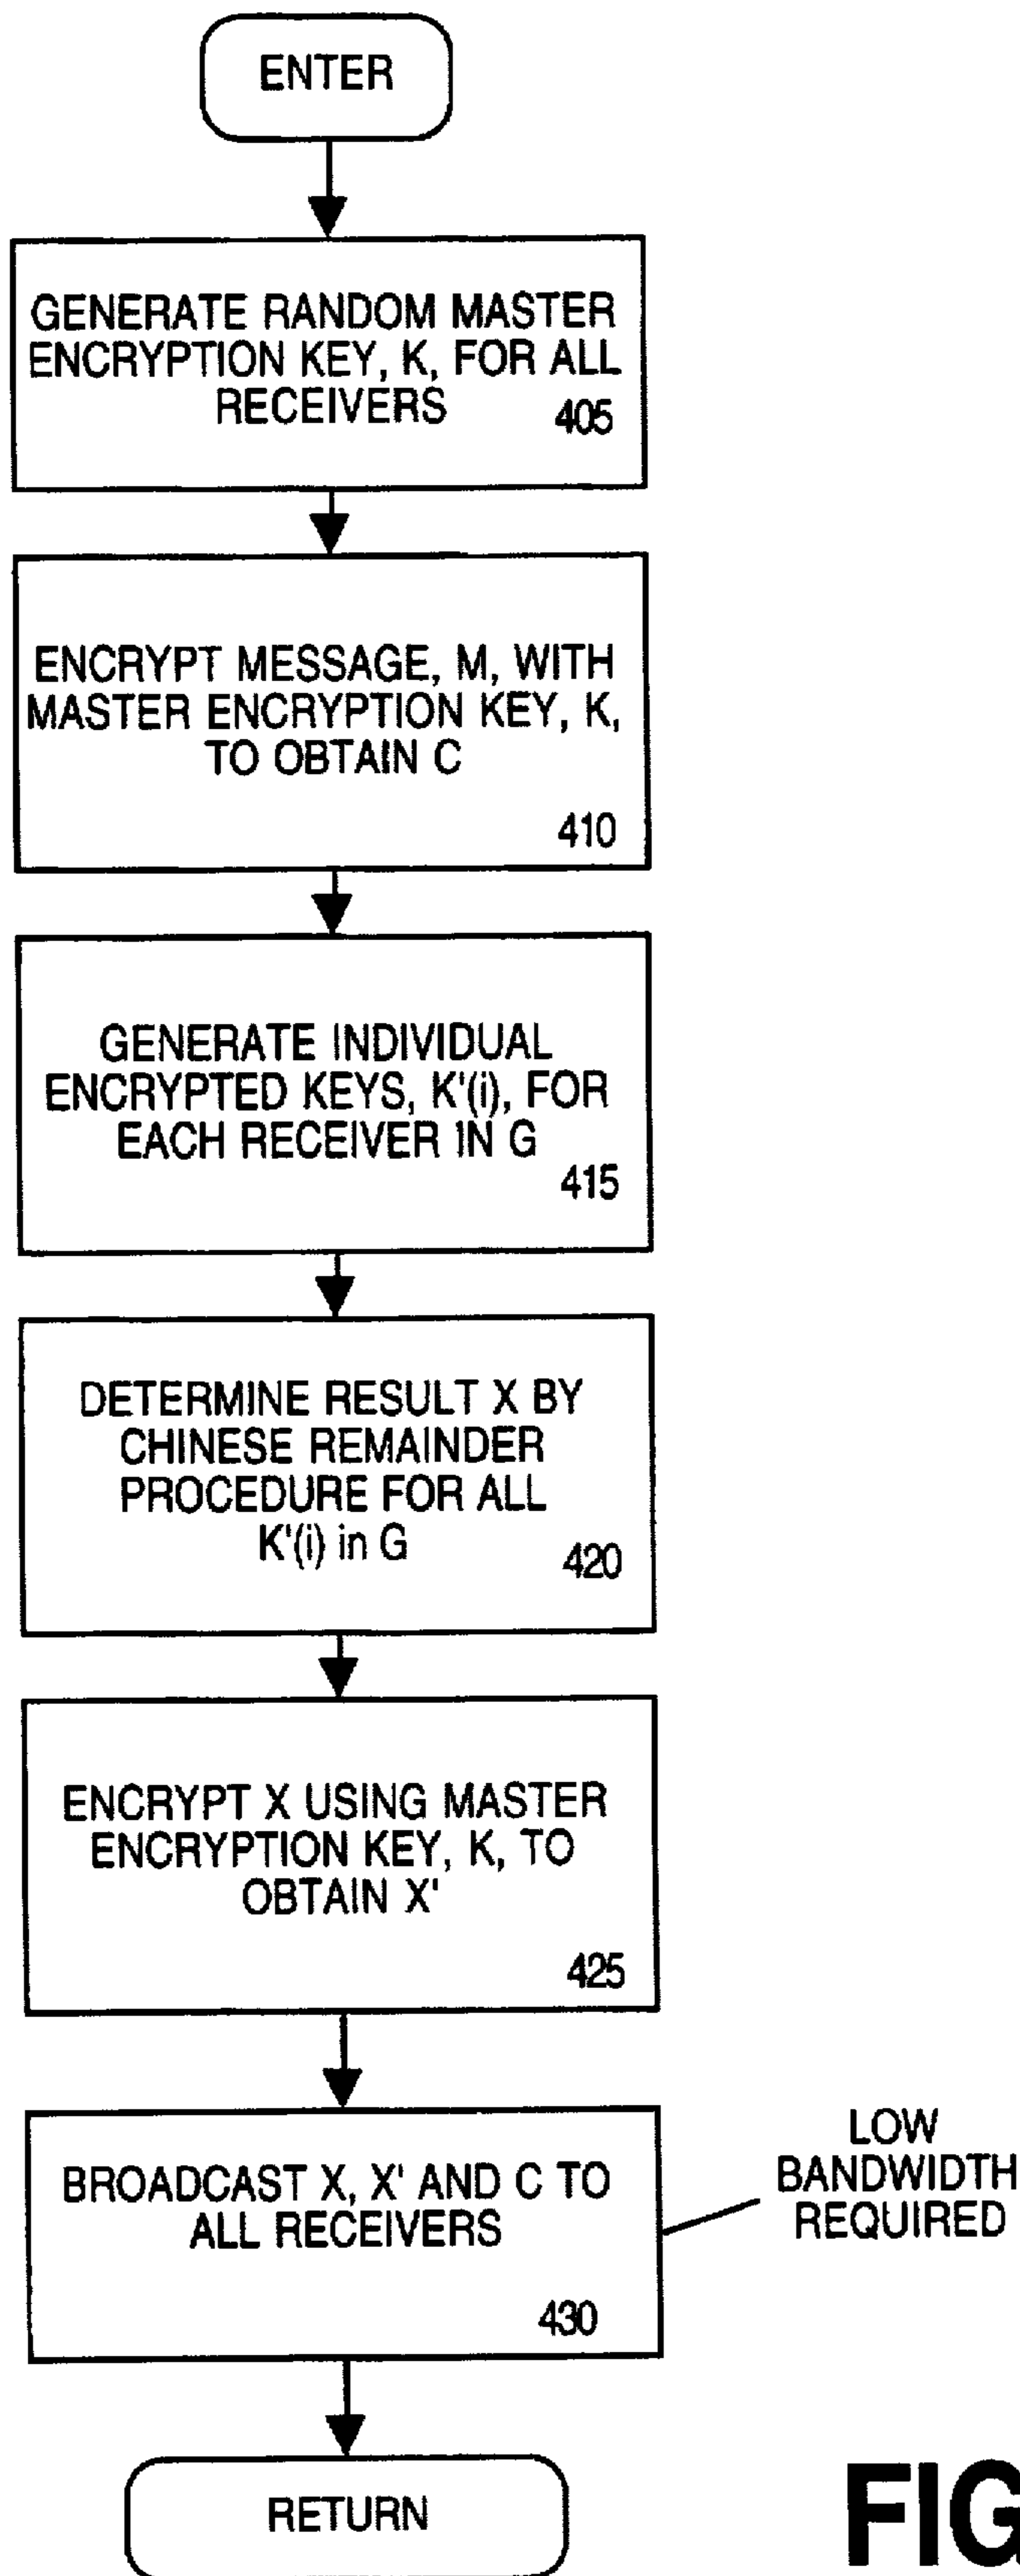 ENTER
GENERATE RANDOM MASTER
ENCRYPTION KEY, K, FOR ALL
RECEIVERS 405
ENCRYPT MESSAGE, M, WITH
MASTER ENCRYPTION KEY, K,
TO OBTAIN C
410
GENERATE INDIVIDUAL
ENCRYPTED KEYS, K'(i), FOR
EACH RECEIVER IN G
415
DETERMINE RESULT X BY
CHINESE REMAINDER
PROCEDURE FOR ALL
K'(i) in G 420
ENCRYPT X USING MASTER
ENCRYPTION KEY, K, TO
OBTAIN X'
425
BROADCAST X, X' AND C TO
ALL RECEIVERS
430
LOW
BANDWIDTH
REQUIRED
RETURN
FIG